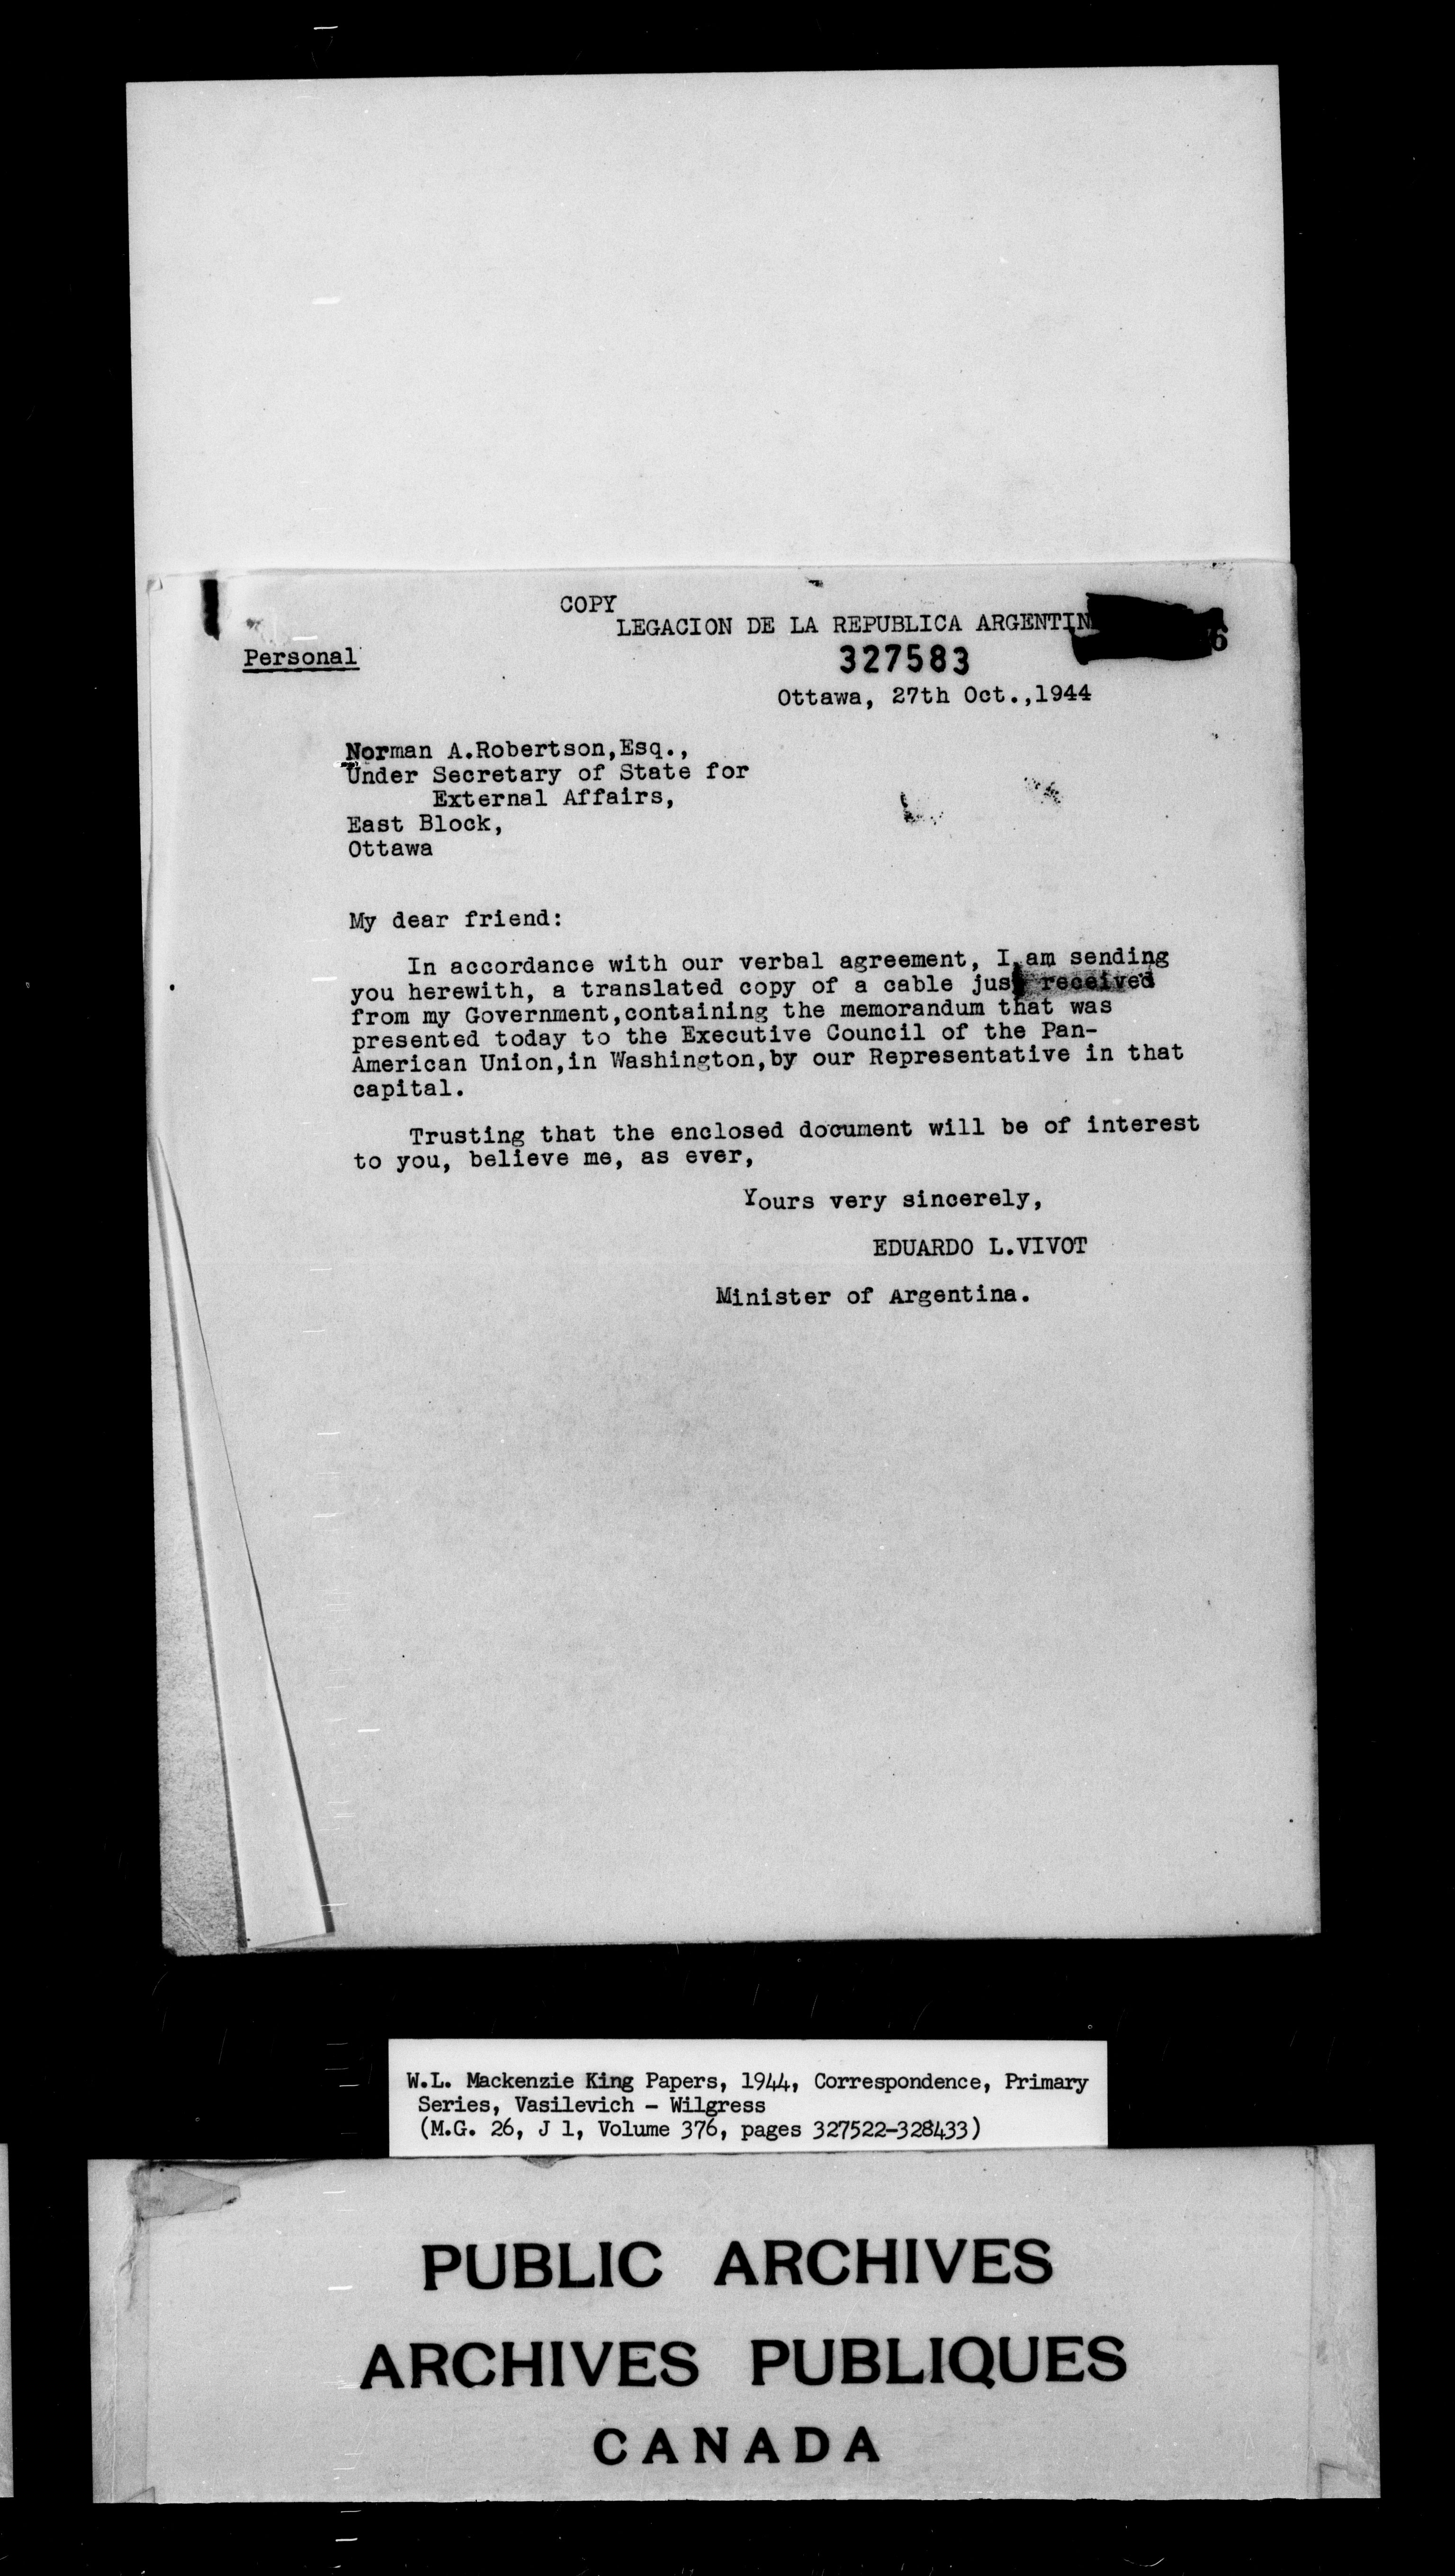 COPY
LEGACION DE LA REPUBLICA ARGENTIN
6
Personal
327583
Ottawa, 27th Oct.,1944
Norman A.Robertson,Esq.,
Under Secretary of State for
External Affairs,
East Block,
Ottawa
My dear friend:
In accordance with our verbal agreement, I am sending
you herewith, a translated copy of a cable just received
from my Government,containing the memorandum that was
presented today to the Executive Council of the Pan-
American Union,in Washington,by our Representative in that
capital.
Trusting that the enclosed document will be of interest
to you, believe me, as ever,
Yours very sincerely,
EDUARDO L.VIVOT
Minister of Argentina.
W.L. Mackenzie King Papers, 1944, Correspondence, Primary
Series, Vasilevich - Wilgress
(M.G. 26, J 1, Volume 376, pages 327522-328433)
PUBLIC ARCHIVES
ARCHIVES PUBLIQUES
CANADA